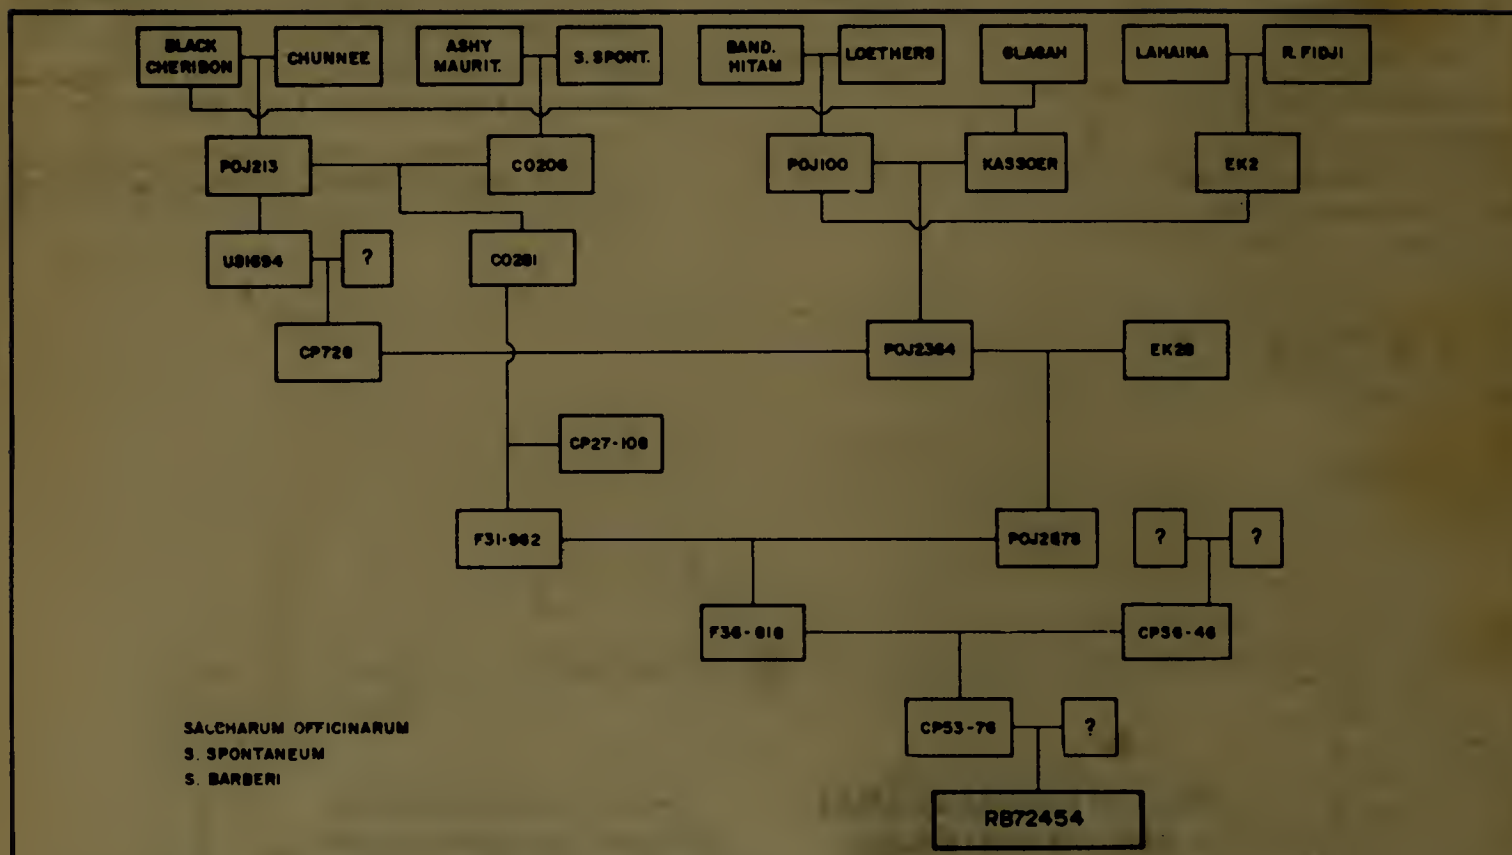 BLACK
CHERIBON
CHUNNEE
ASHY
MAURIT.
S. SPONT.
BAND.
HITAM
LOETHERS
GLAGAH
LAHAINA
R. FIDJI
POJ213
CO206
POJ100
KASSOER
EK2
US1694
?
CO281
CP728
POJ2364
EK28
CP27-108
F31-962
POJ2878
?
?
F36-819
CP36-46
CP53-76
?
SACCHARUM OFFICINARUM
S. SPONTANEUM
S. BARBERI
RB72454